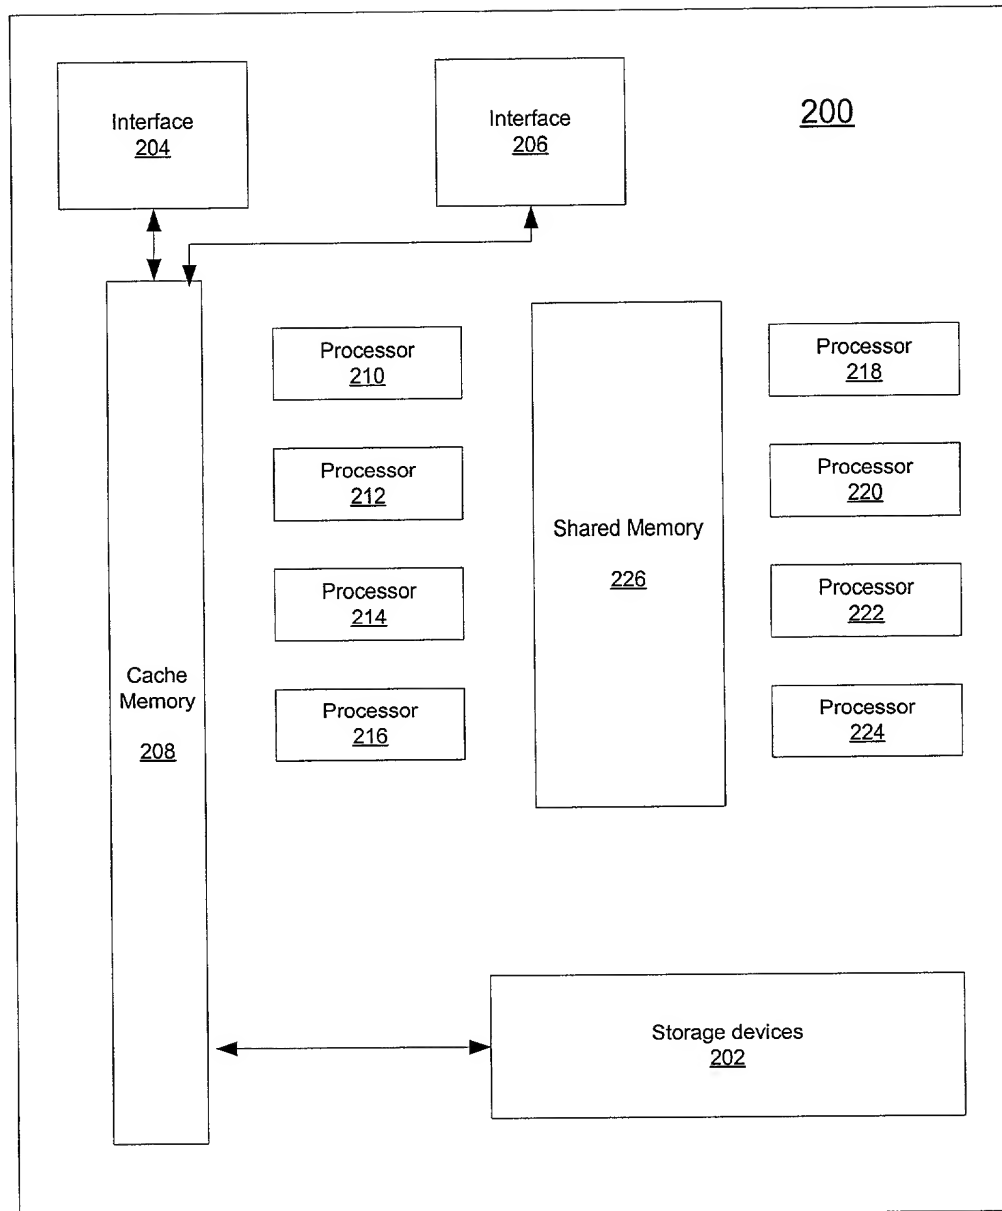 Interface
204
Interface
206
200
Processor
210
Processor
212
Processor
214
Processor
216
Shared Memory
226
Processor
218
Processor
220
Processor
222
Processor
224
Cache
Memory
208
Storage devices
202